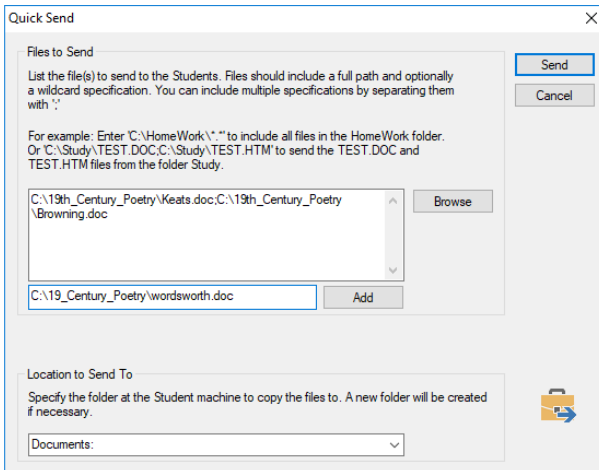 Quick Send
Files to Send
List the file(s) to send to the Students. Files should include a full path and optionally
a wildcard specification. You can include multiple specifications by separating them
with ';'
For example: Enter 'C:\HomeWork\*.*' to include all files in the HomeWork folder.
Or 'C:\Study\TEST.DOC;C:\Study\TEST.HTM' to send the TEST.DOC and
TEST.HTM files from the folder Study.
C:\19th_Century_Poetry\Keats.doc;C:\19th_Century_Poetry
\Browning.doc
C:\19_Century_Poetry\wordsworth.doc
Add
Browse
Send
Cancel
Location to Send To
Specify the folder at the Student machine to copy the files to. A new folder will be created
if necessary.
Documents: